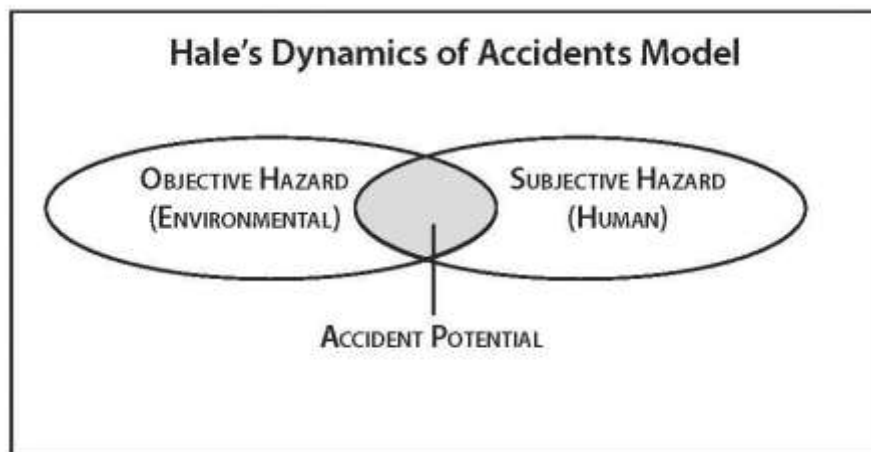 Hale's Dynamics of Accidents Model
Objective Hazard
(Environmental)
Subjective Hazard
(Human)
Accident Potential